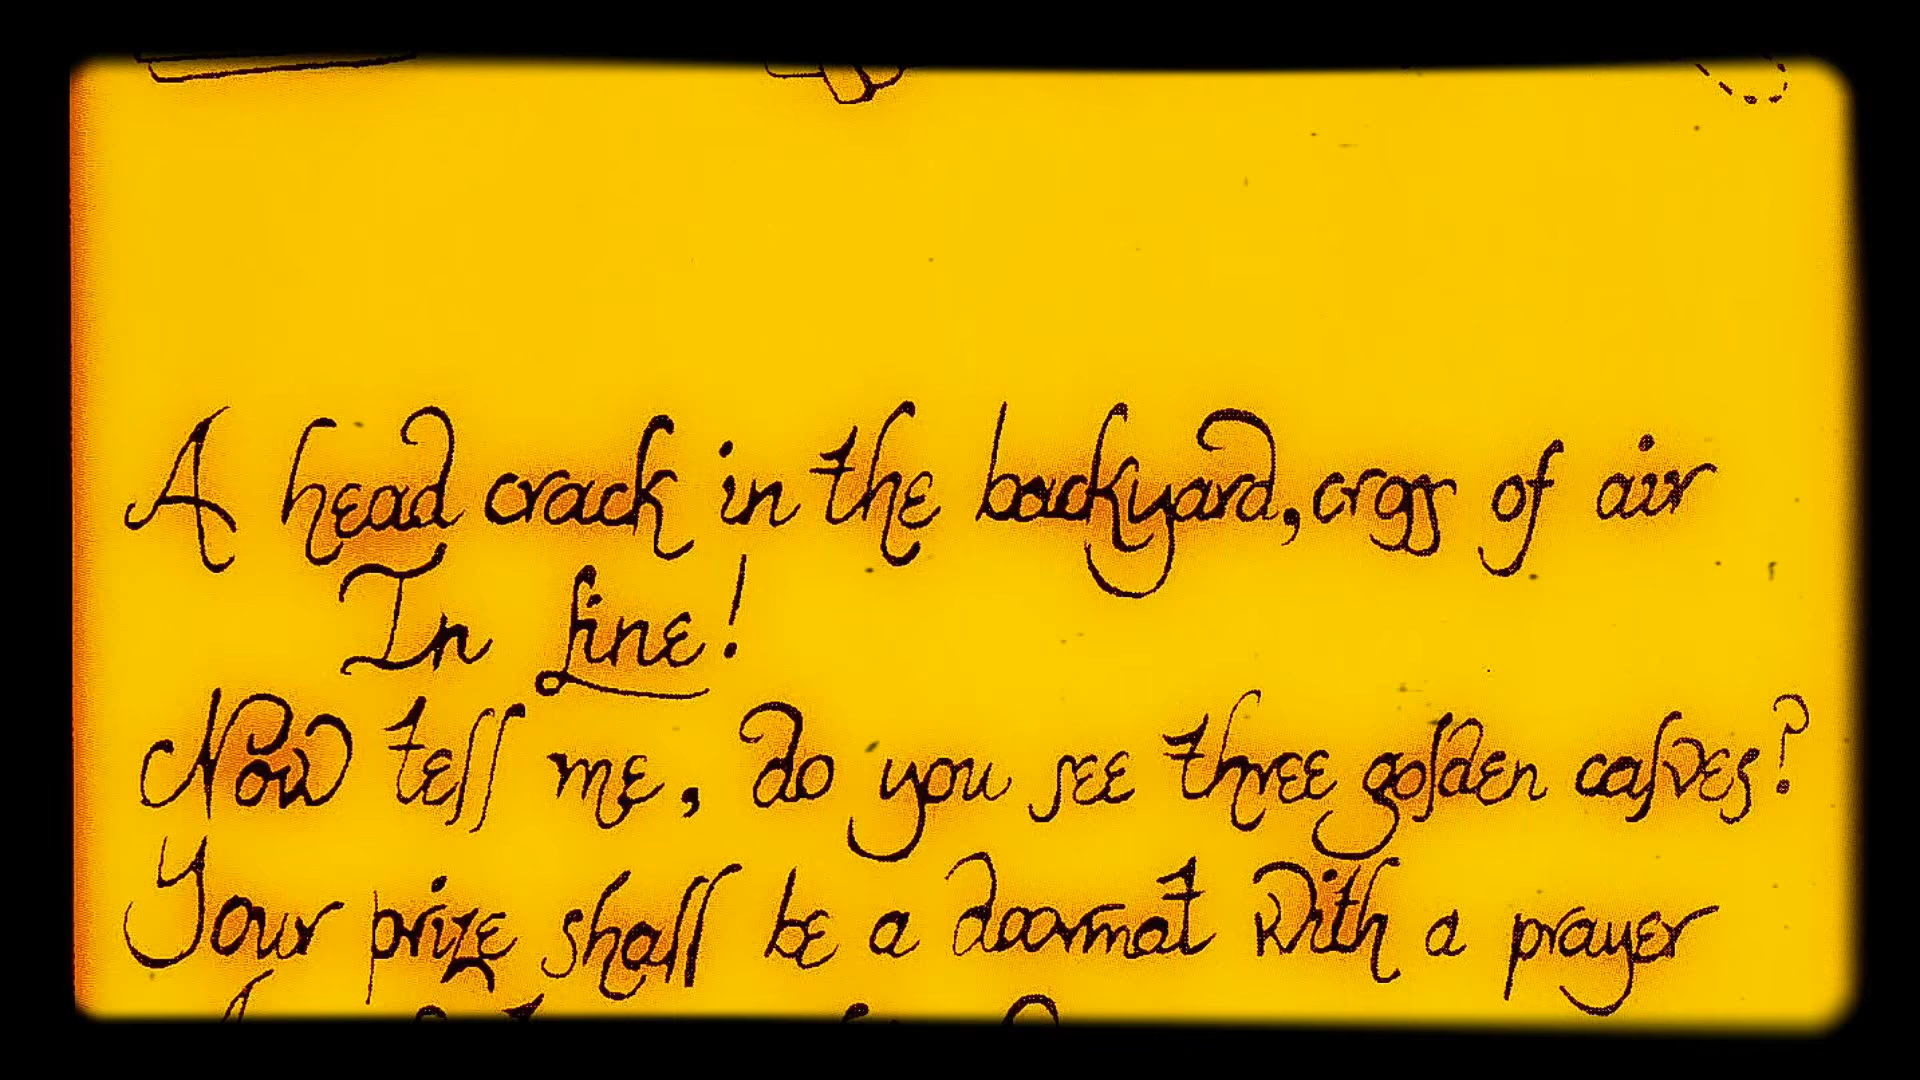 A head crack in the backyard, cross of air
In Line!
Now tell me, do you see three golden calves?
Your prize shall be a doormat with a prayer